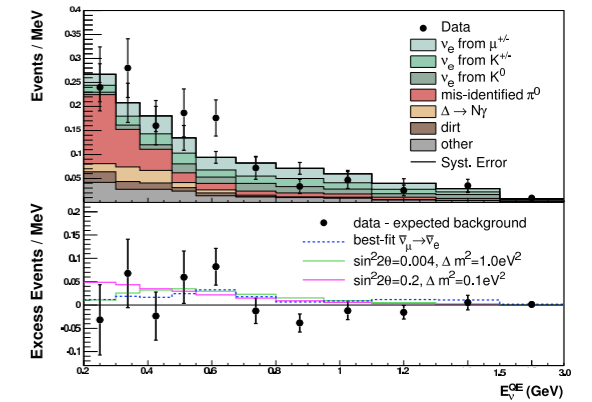 Events / MeV
0.4
0.35
0.3
0.25
0.2
0.15
0.1
0.05
Data
νe from μ+/-
νe from K+/-
νe from K0
mis-identified π0
Δ → Nγ
dirt
other
Syst. Error
Excess Events / MeV
0.2
0.15
0.1
0.05
0
-0.05
-0.1
data - expected background
best-fit ν̅μ→ν̅e
sin²2θ=0.004, Δ m²=1.0eV²
sin²2θ=0.2, Δ m²=0.1eV²
0.2 0.4 0.6 0.8 1 1.2 1.5 3.0
EνQE (GeV)